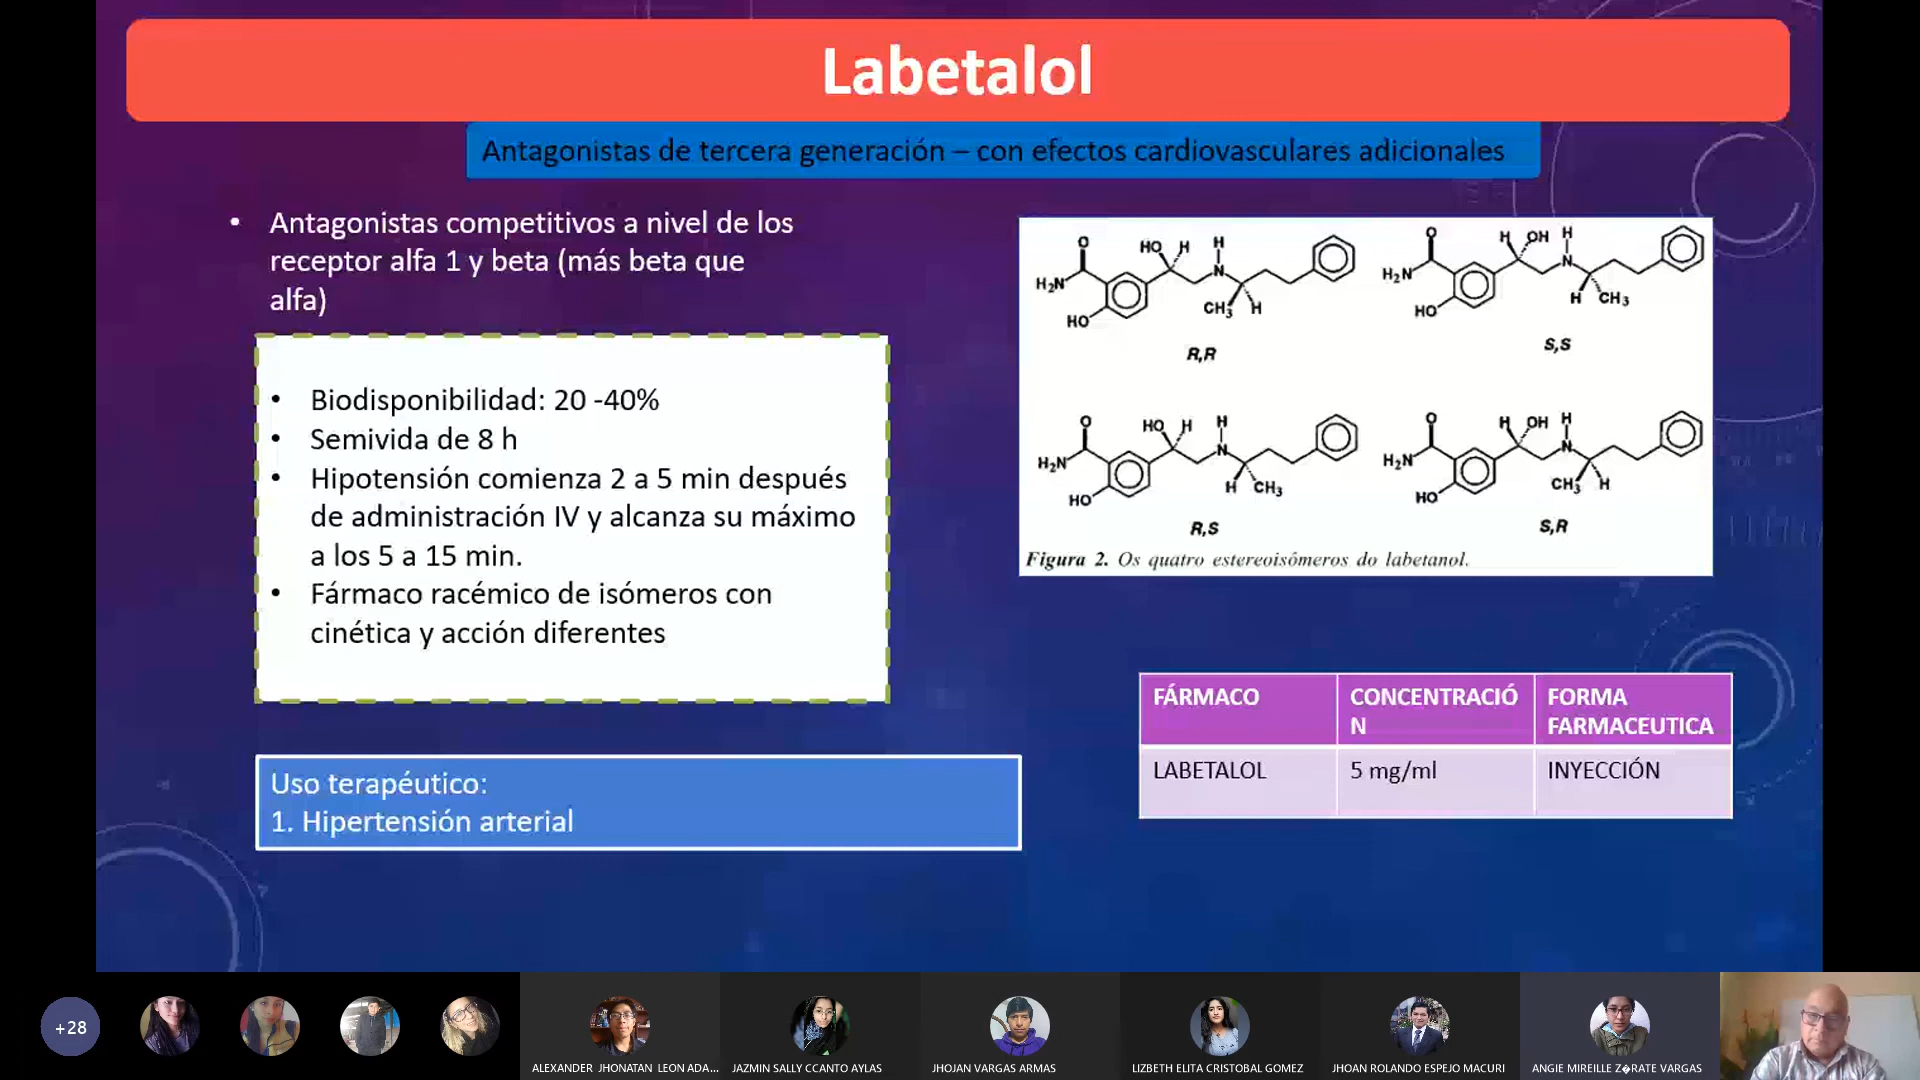 Labetalol
Antagonistas de tercera generación – con efectos cardiovasculares adicionales
• Antagonistas competitivos a nivel de los
receptor alfa 1 y beta (más beta que
alfa)
• Biodisponibilidad: 20 -40%
• Semivida de 8 h
• Hipotensión comienza 2 a 5 min después
de administración IV y alcanza su máximo
a los 5 a 15 min.
• Fármaco racémico de isómeros con
cinética y acción diferentes
Uso terapéutico:
1. Hipertensión arterial
O HO H H
H₂N N
HO CH₃ H
R,R
O H OH H
H₂N N
HO H CH₃
S,S
O HO H H
H₂N N
HO H CH₃
R,S
O H OH H
H₂N N
HO CH₃ H
S,R
Figura 2. Os quatro estereoisômeros do labetanol.
FÁRMACO
CONCENTRACIÓ
N
FORMA
FARMACEUTICA
LABETALOL
5 mg/ml
INYECCIÓN
+28
ALEXANDER JHONATAN LEON ADA...
JAZMIN SALLY CCANTO AYLAS
JHOJAN VARGAS ARMAS
LIZBETH ELITA CRISTOBAL GOMEZ
JHOAN ROLANDO ESPEJO MACURI
ANGIE MIREILLE Z�RATE VARGAS